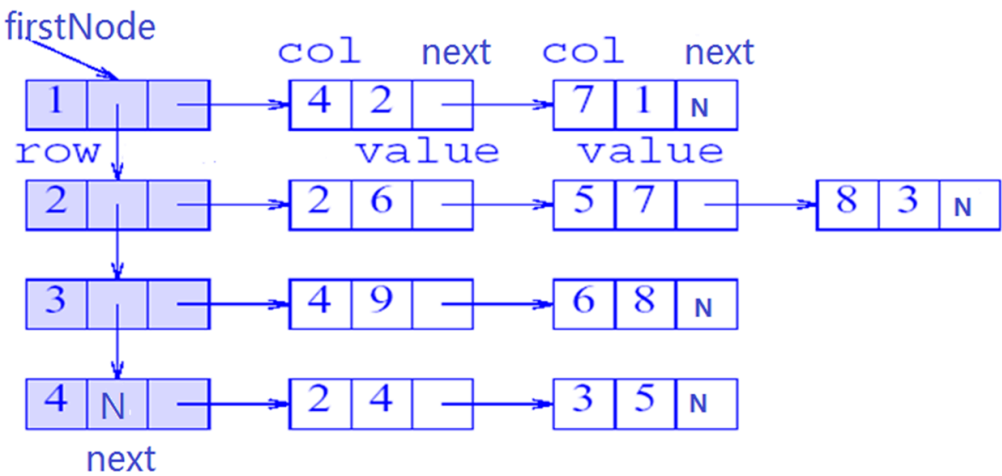 firstNode
col next col next
1 4 2 7 1 N
row value value
2 2 6 5 7 8 3 N
3 4 9 6 8 N
4 N 2 4 3 5 N
next